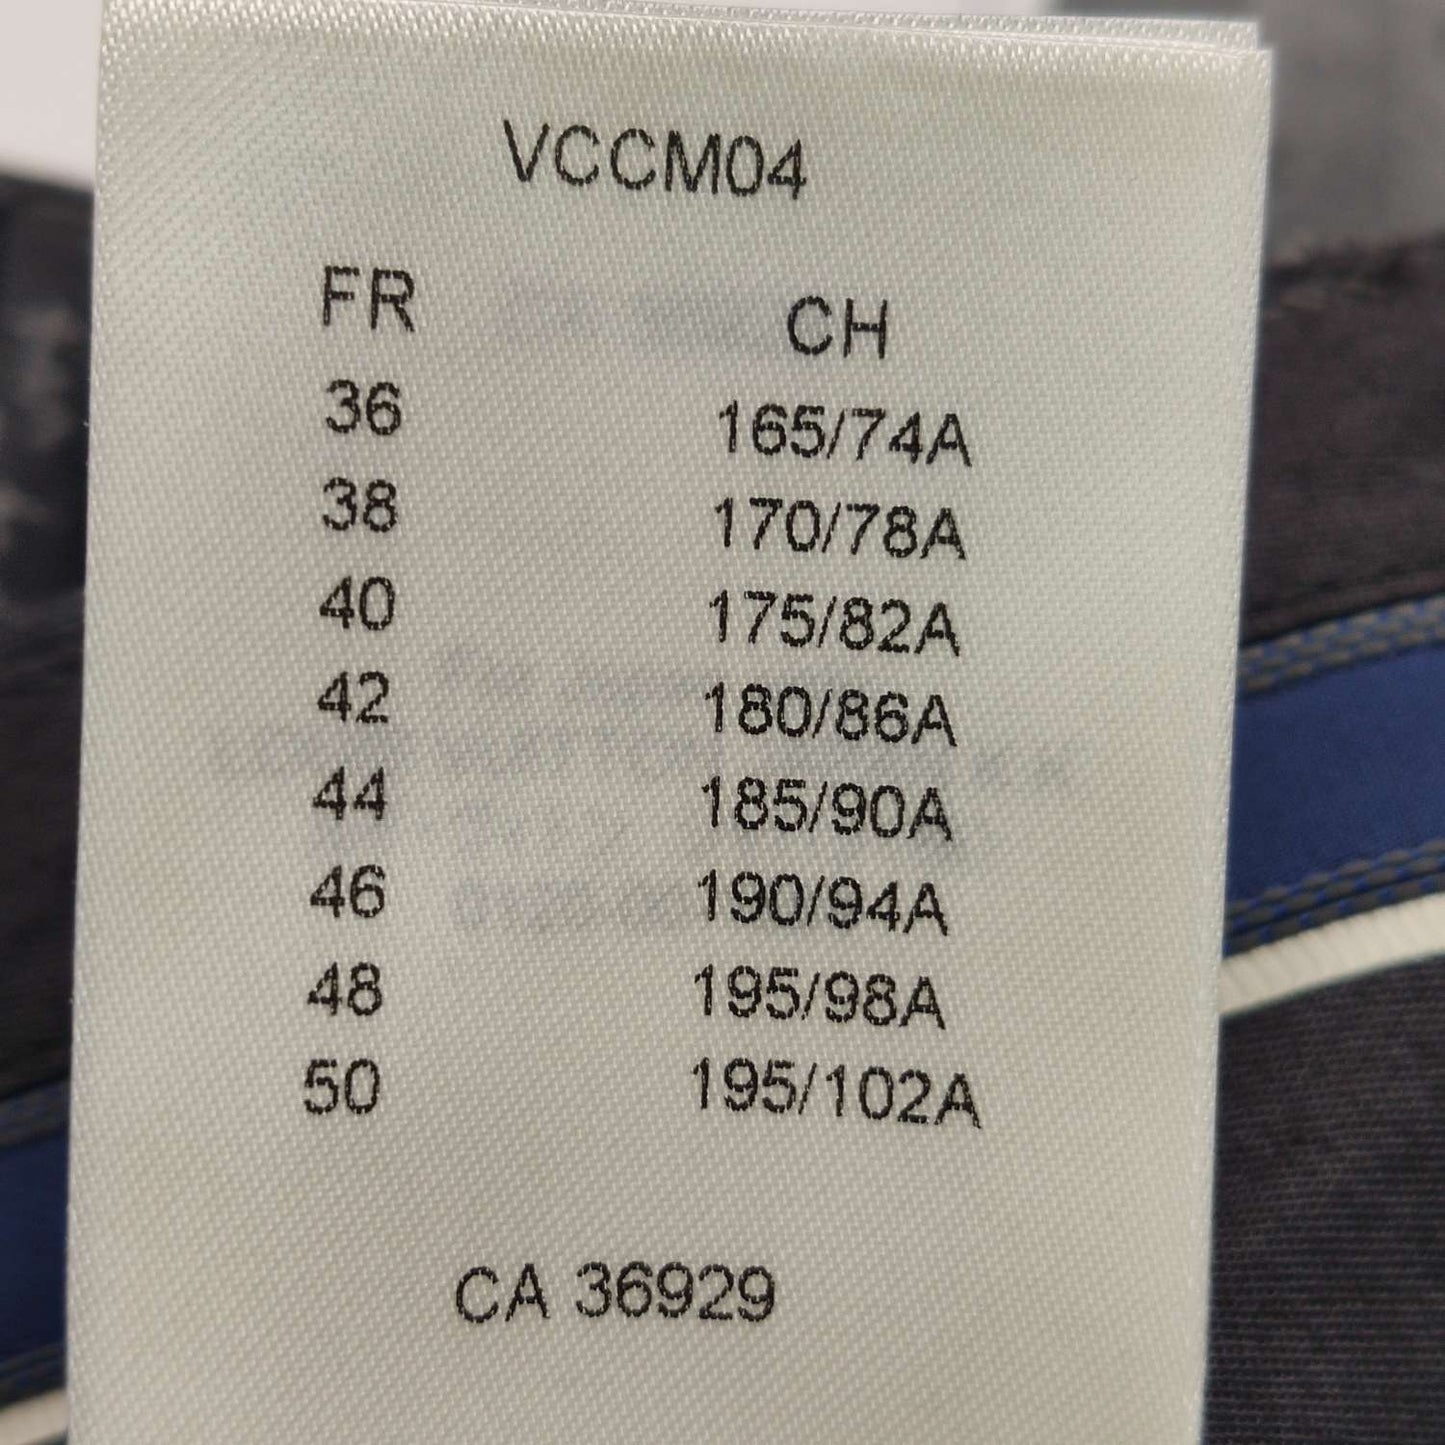 VCCM04
FR CH
36 165/74A
38 170/78A
40 175/82A
42 180/86A
44 185/90A
46 190/94A
48 195/98A
50 195/102A
CA 36929